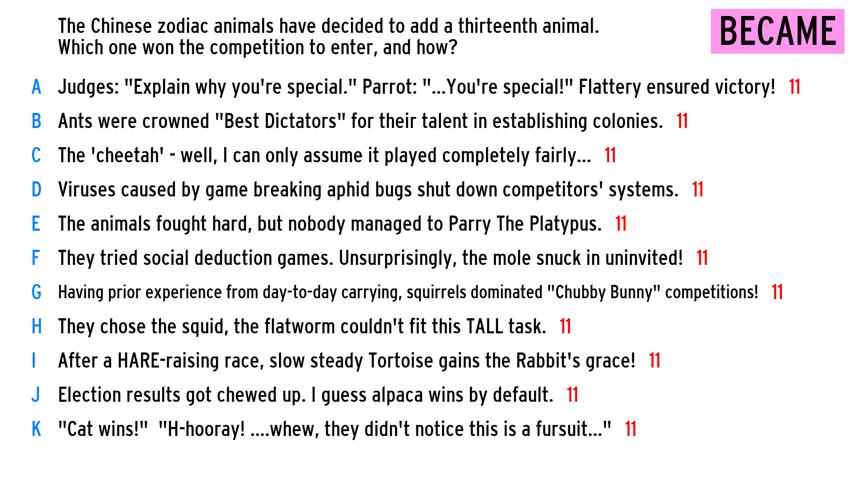 The Chinese zodiac animals have decided to add a thirteenth animal.
Which one won the competition to enter, and how?
BECAME
A Judges: "Explain why you're special." Parrot: "...You're special!" Flattery ensured victory! 11
B Ants were crowned "Best Dictators" for their talent in establishing colonies. 11
C The 'cheetah' - well, I can only assume it played completely fairly... 11
D Viruses caused by game breaking aphid bugs shut down competitors' systems. 11
E The animals fought hard, but nobody managed to Parry The Platypus. 11
F They tried social deduction games. Unsurprisingly, the mole snuck in uninvited! 11
G Having prior experience from day-to-day carrying, squirrels dominated "Chubby Bunny" competitions! 11
H They chose the squid, the flatworm couldn't fit this TALL task. 11
I After a HARE-raising race, slow steady Tortoise gains the Rabbit's grace! 11
J Election results got chewed up. I guess alpaca wins by default. 11
K "Cat wins!" "H-hooray! ....whew, they didn't notice this is a fursuit..." 11